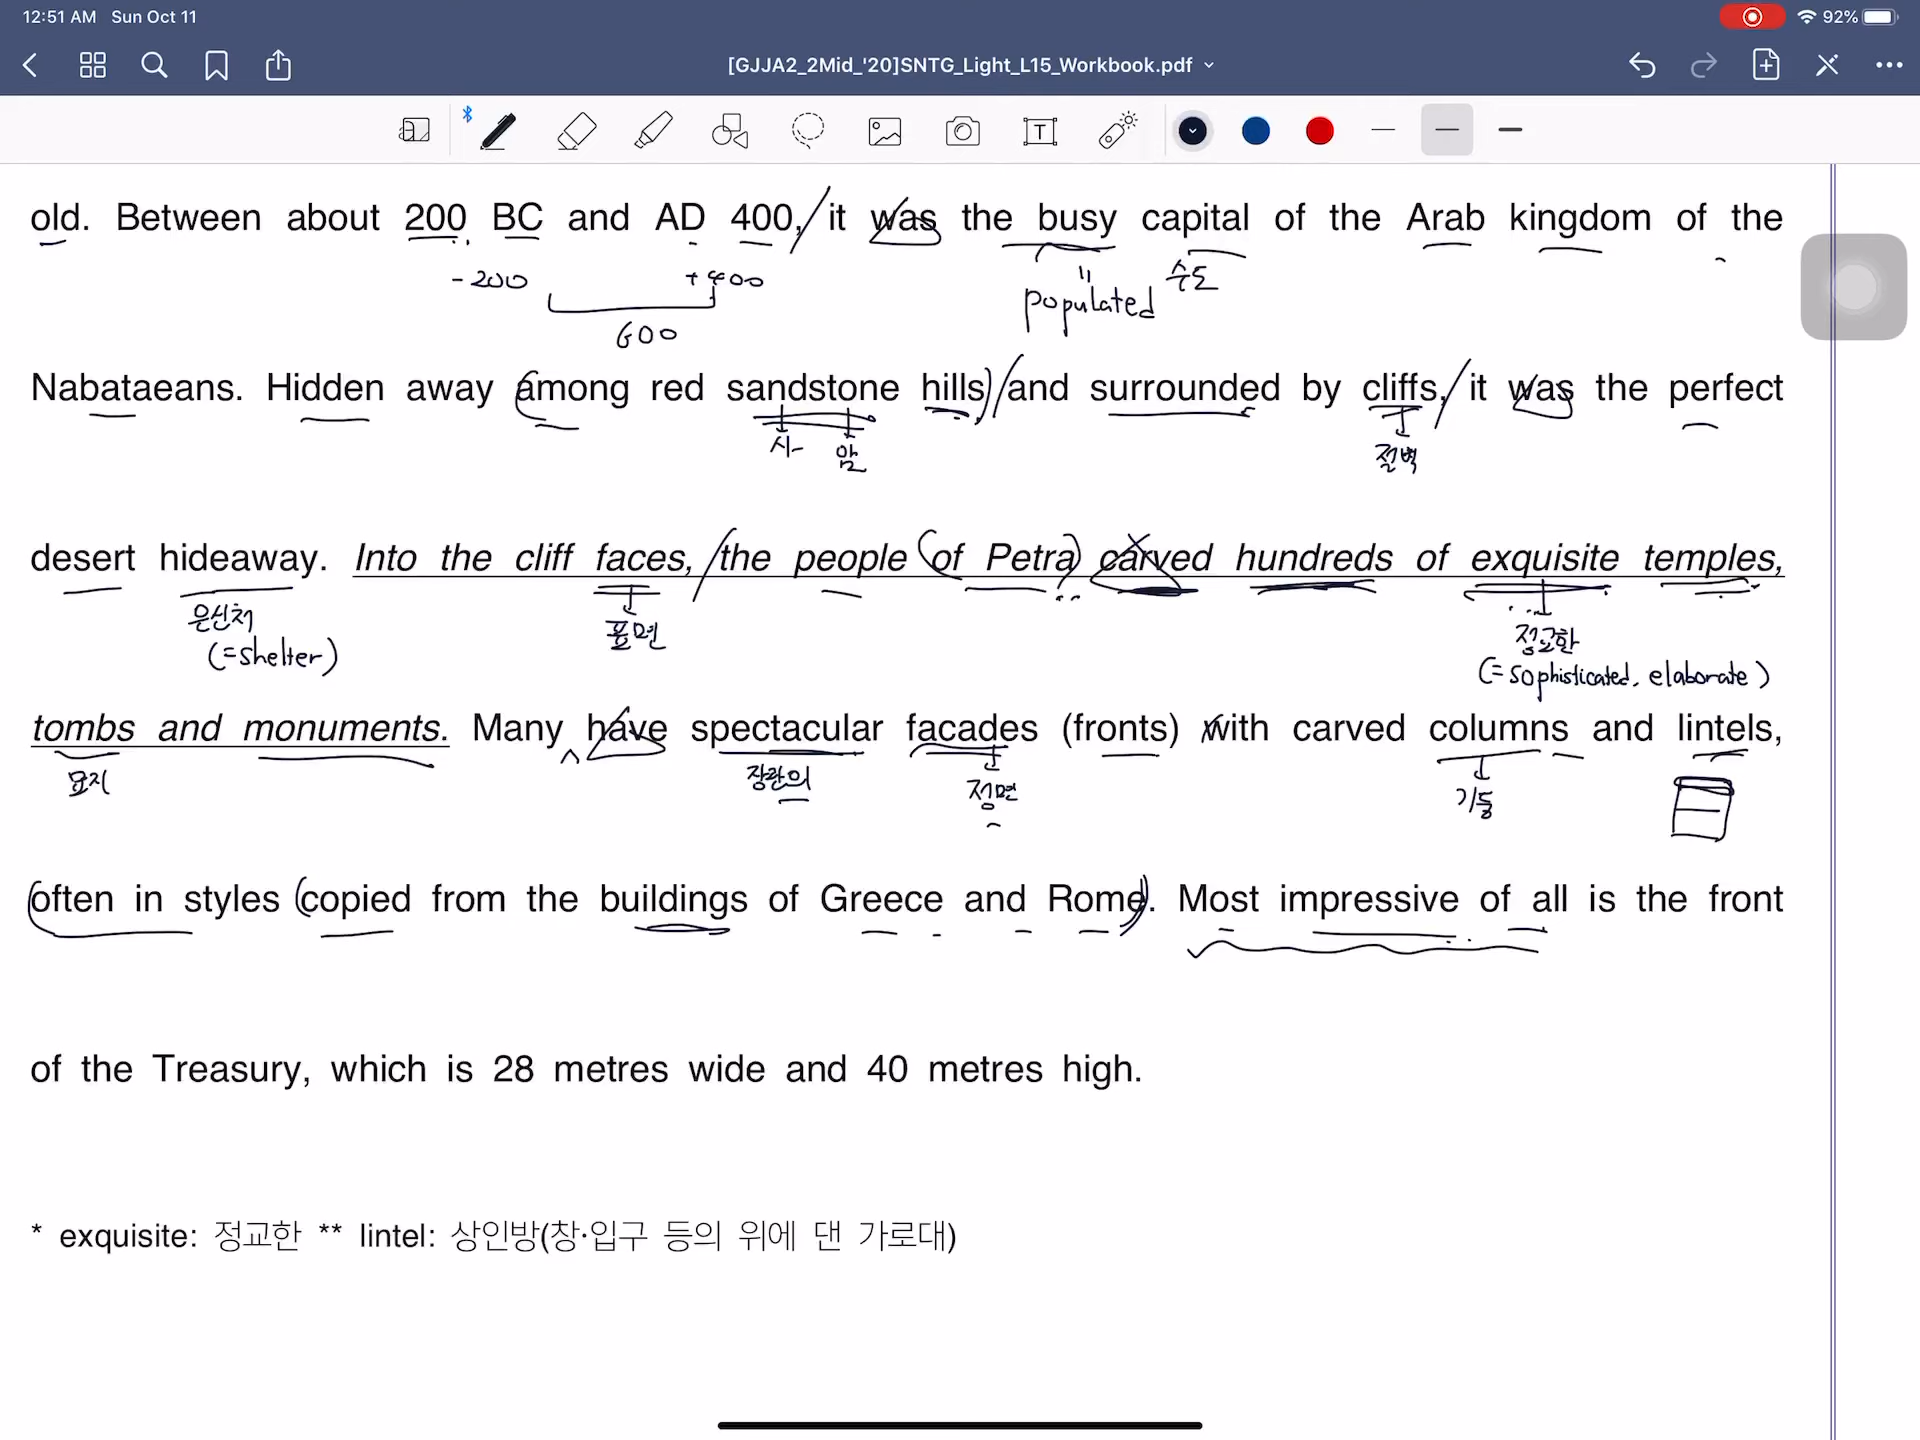 12:51 AM Sun Oct 11
92%
[GJJA2_2Mid_'20]SNTG_Light_L15_Workbook.pdf
old. Between about 200 BC and AD 400, it was the busy capital of the Arab kingdom of the
-200 +400 " 수도
populated
600
Nabataeans. Hidden away among red sandstone hills and surrounded by cliffs, it was the perfect
사 암 절벽
desert hideaway. Into the cliff faces, the people of Petra carved hundreds of exquisite temples,
은신처 표면 정교한
(=shelter) (=sophisticated, elaborate)
tombs and monuments. Many have spectacular facades (fronts) with carved columns and lintels,
묘지 장관의 정면 기둥
often in styles copied from the buildings of Greece and Rome. Most impressive of all is the front
of the Treasury, which is 28 metres wide and 40 metres high.
* exquisite: 정교한 ** lintel: 상인방(창·입구 등의 위에 댄 가로대)